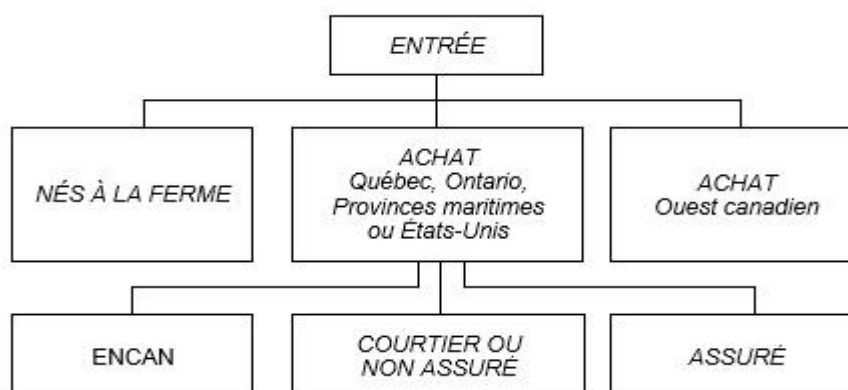 ENTRÉE
NÉS À LA FERME
ACHAT
Québec, Ontario,
Provinces maritimes
ou États-Unis
ACHAT
Ouest canadien
ENCAN
COURTIER OU
NON ASSURÉ
ASSURÉ